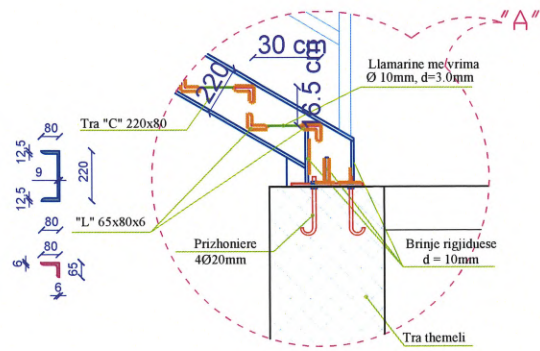 "A"
30 cm
Llamarine me vrima
Ø 10mm, d=3.0mm
220
6.5 cm
Tra "C" 220x80
80
12,5
9
220
12,5
80
"L" 65x80x6
80
6
65
6
Prizhoniere
4Ø20mm
Brinje rigjiduese
d = 10mm
Tra themeli